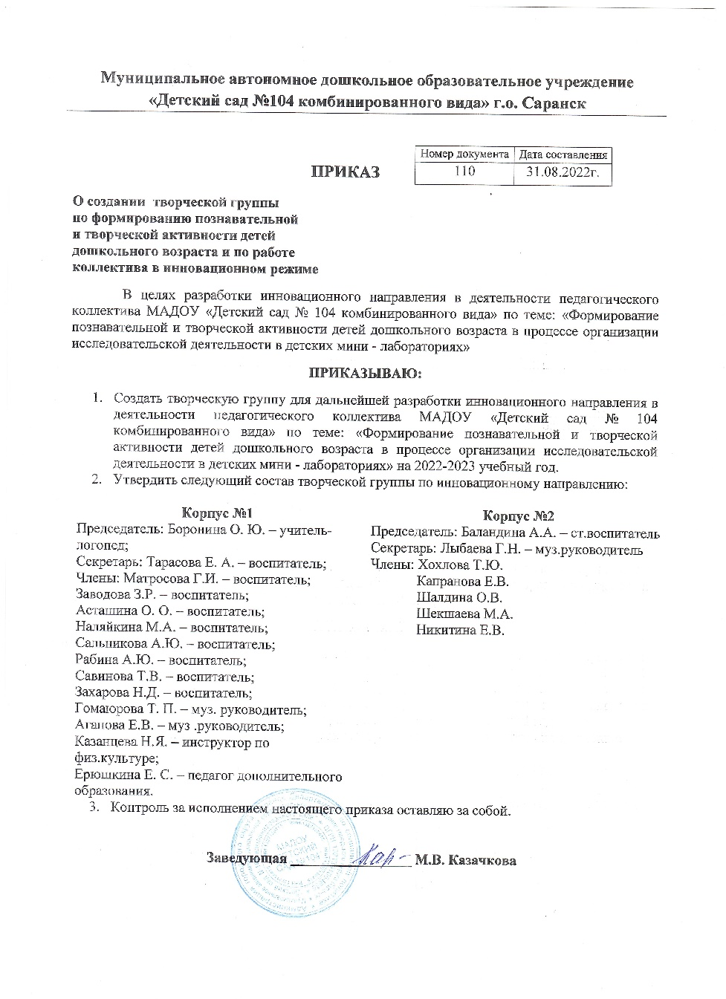 Муниципальное автономное дошкольное образовательное учреждение
«Детский сад №104 комбинированного вида» г.о. Саранск
Номер документа Дата составления
ПРИКАЗ 110 31.08.2022г.
О создании творческой группы
по формированию познавательной
и творческой активности детей
дошкольного возраста и по работе
коллектива в инновационном режиме
В целях разработки инновационного направления в деятельности педагогического
коллектива МАДОУ «Детский сад № 104 комбинированного вида» по теме: «Формирование
познавательной и творческой активности детей дошкольного возраста в процессе организации
исследовательской деятельности в детских мини - лабораториях»
ПРИКАЗЫВАЮ:
1. Создать творческую группу для дальнейшей разработки инновационного направления в
деятельности педагогического коллектива МАДОУ «Детский сад № 104
комбинированного вида» по теме: «Формирование познавательной и творческой
активности детей дошкольного возраста в процессе организации исследовательской
деятельности в детских мини - лабораториях» на 2022-2023 учебный год.
2. Утвердить следующий состав творческой группы по инновационному направлению:
Корпус №1
Председатель: Боронина О. Ю. – учитель-
логопед;
Секретарь: Тарасова Е. А. – воспитатель;
Члены: Матросова Г.И. – воспитатель;
Заводова З.Р. – воспитатель;
Асташина О. О. – воспитатель;
Наляйкина М.А. – воспитатель;
Сальникова А.Ю. – воспитатель;
Рабина А.Ю. – воспитатель;
Савинова Т.В. – воспитатель;
Захарова Н.Д. – воспитатель;
Гомаюрова Т. П. – муз. руководитель;
Агапова Е.В. – муз .руководитель;
Казанцева Н.Я. – инструктор по
физ.культуре;
Ерюшкина Е. С. – педагог дополнительного
образования.
Корпус №2
Председатель: Баландина А.А. – ст.воспитатель
Секретарь: Лыбаева Г.Н. – муз.руководитель
Члены: Хохлова Т.Ю.
Капранова Е.В.
Шалдина О.В.
Шекшаева М.А.
Никитина Е.В.
3. Контроль за исполнением настоящего приказа оставляю за собой.
МАДОУ
Заведующая М.В. Казачкова